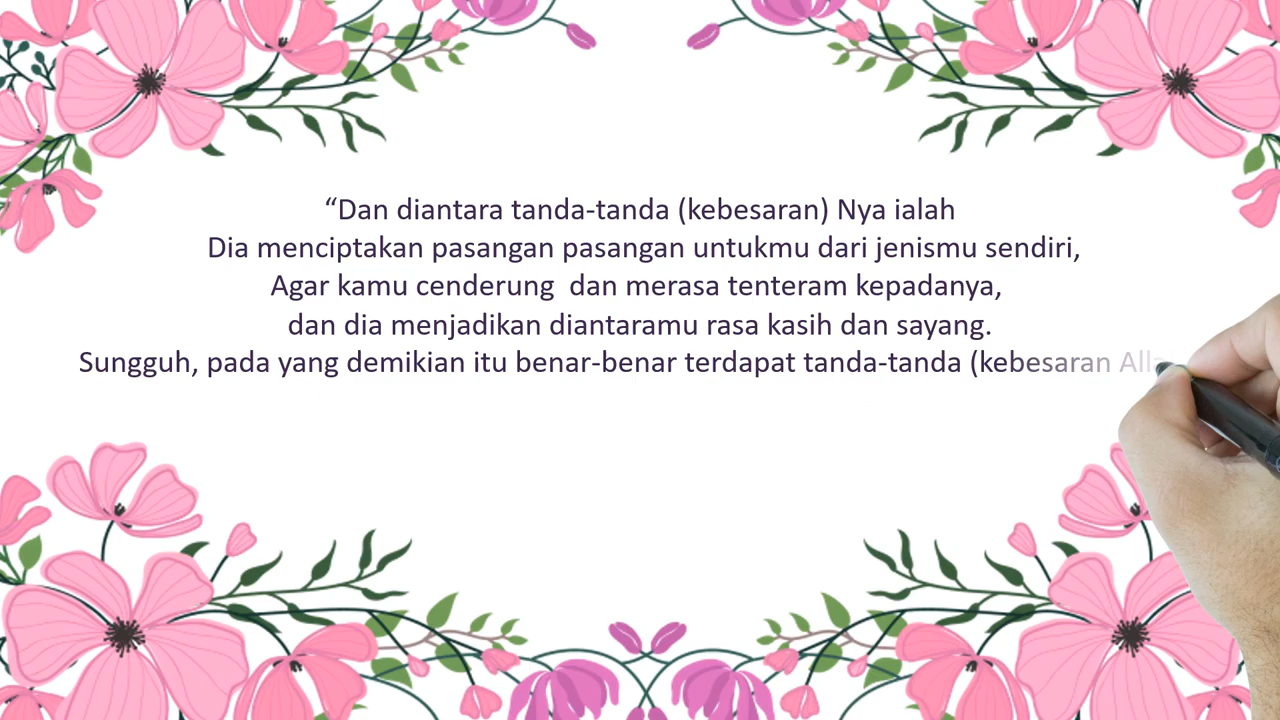 “Dan diantara tanda-tanda (kebesaran) Nya ialah
Dia menciptakan pasangan pasangan untukmu dari jenismu sendiri,
Agar kamu cenderung  dan merasa tenteram kepadanya,
dan dia menjadikan diantaramu rasa kasih dan sayang.
Sungguh, pada yang demikian itu benar-benar terdapat tanda-tanda (kebesaran